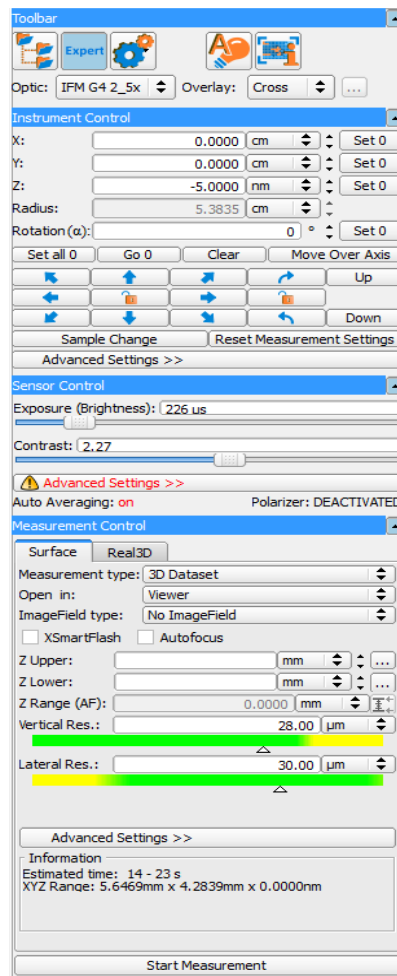 Toolbar
Expert
Optic: IFM G4 2_5x Overlay: Cross ...
Instrument Control
X: 0.0000 cm Set 0
Y: 0.0000 cm Set 0
Z: -5.0000 nm Set 0
Radius: 5.3835 cm
Rotation (α): 0 ° Set 0
Set all 0 Go 0 Clear Move Over Axis
Up
Down
Sample Change Reset Measurement Settings
Advanced Settings >>
Sensor Control
Exposure (Brightness): 226 us
Contrast: 2.27
Advanced Settings >>
Auto Averaging: on Polarizer: DEACTIVATED
Measurement Control
Surface Real3D
Measurement type: 3D Dataset
Open in: Viewer
ImageField type: No ImageField
XSmartFlash Autofocus
Z Upper: mm ...
Z Lower: mm ...
Z Range (AF): 0.0000 mm
Vertical Res.: 28.00 µm
Lateral Res.: 30.00 µm
Advanced Settings >>
Information
Estimated time: 14 - 23 s
XYZ Range: 5.6469mm x 4.2839mm x 0.0000nm
Start Measurement